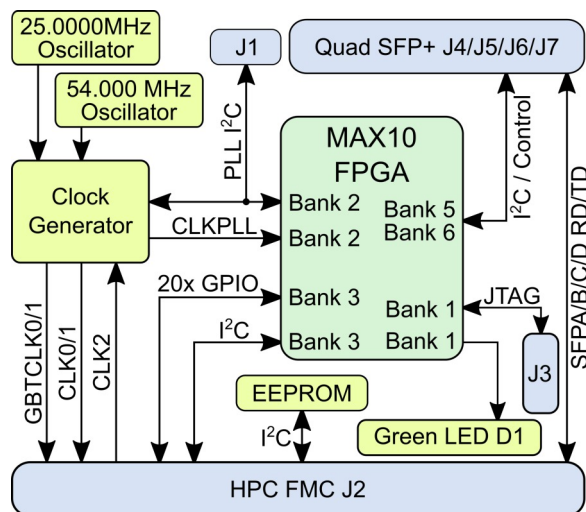 25.0000MHz
Oscillator
54.000 MHz
Oscillator
J1
Quad SFP+ J4/J5/J6/J7
PLL I²C
MAX10
FPGA
I²C / Control
Clock
Generator
Bank 2
Bank 5
Bank 6
CLKPLL
Bank 2
20x GPIO
Bank 3
Bank 1
JTAG
I²C
Bank 3
Bank 1
SFPA/B/C/D RD/TD
GBTCLK0/1
CLK0/1
CLK2
J3
EEPROM
I²C
Green LED D1
HPC FMC J2